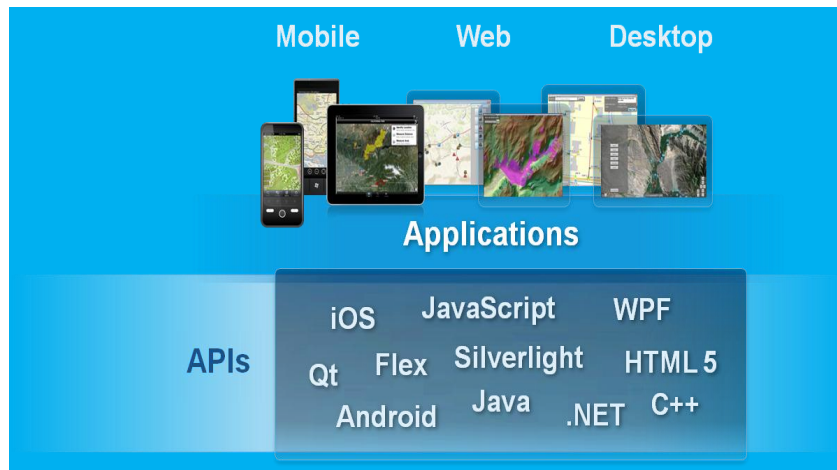 Mobile Web Desktop
Applications
APIs
iOS JavaScript WPF
Qt Flex Silverlight HTML 5
Android Java .NET C++